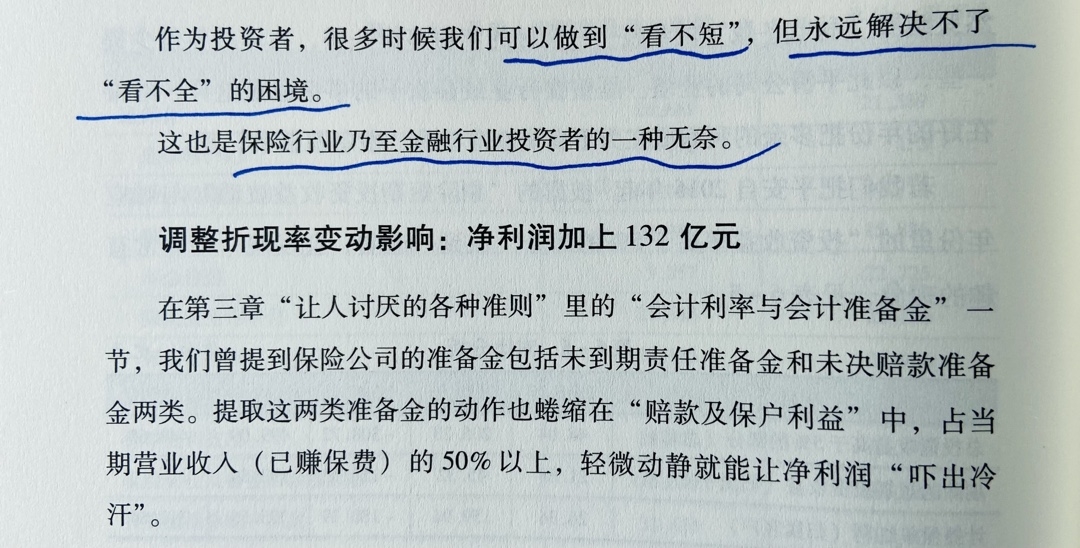 作为投资者，很多时候我们可以做到“看不短”，但永远解决不了
“看不全”的困境。
这也是保险行业乃至金融行业投资者的一种无奈。
调整折现率变动影响：净利润加上 132 亿元
在第三章“让人讨厌的各种准则”里的“会计利率与会计准备金”一
节，我们曾提到保险公司的准备金包括未到期责任准备金和未决赔款准备
金两类。提取这两类准备金的动作也蜷缩在“赔款及保户利益”中，占当
期营业收入（已赚保费）的 50% 以上，轻微动静就能让净利润“吓出冷
汗”。